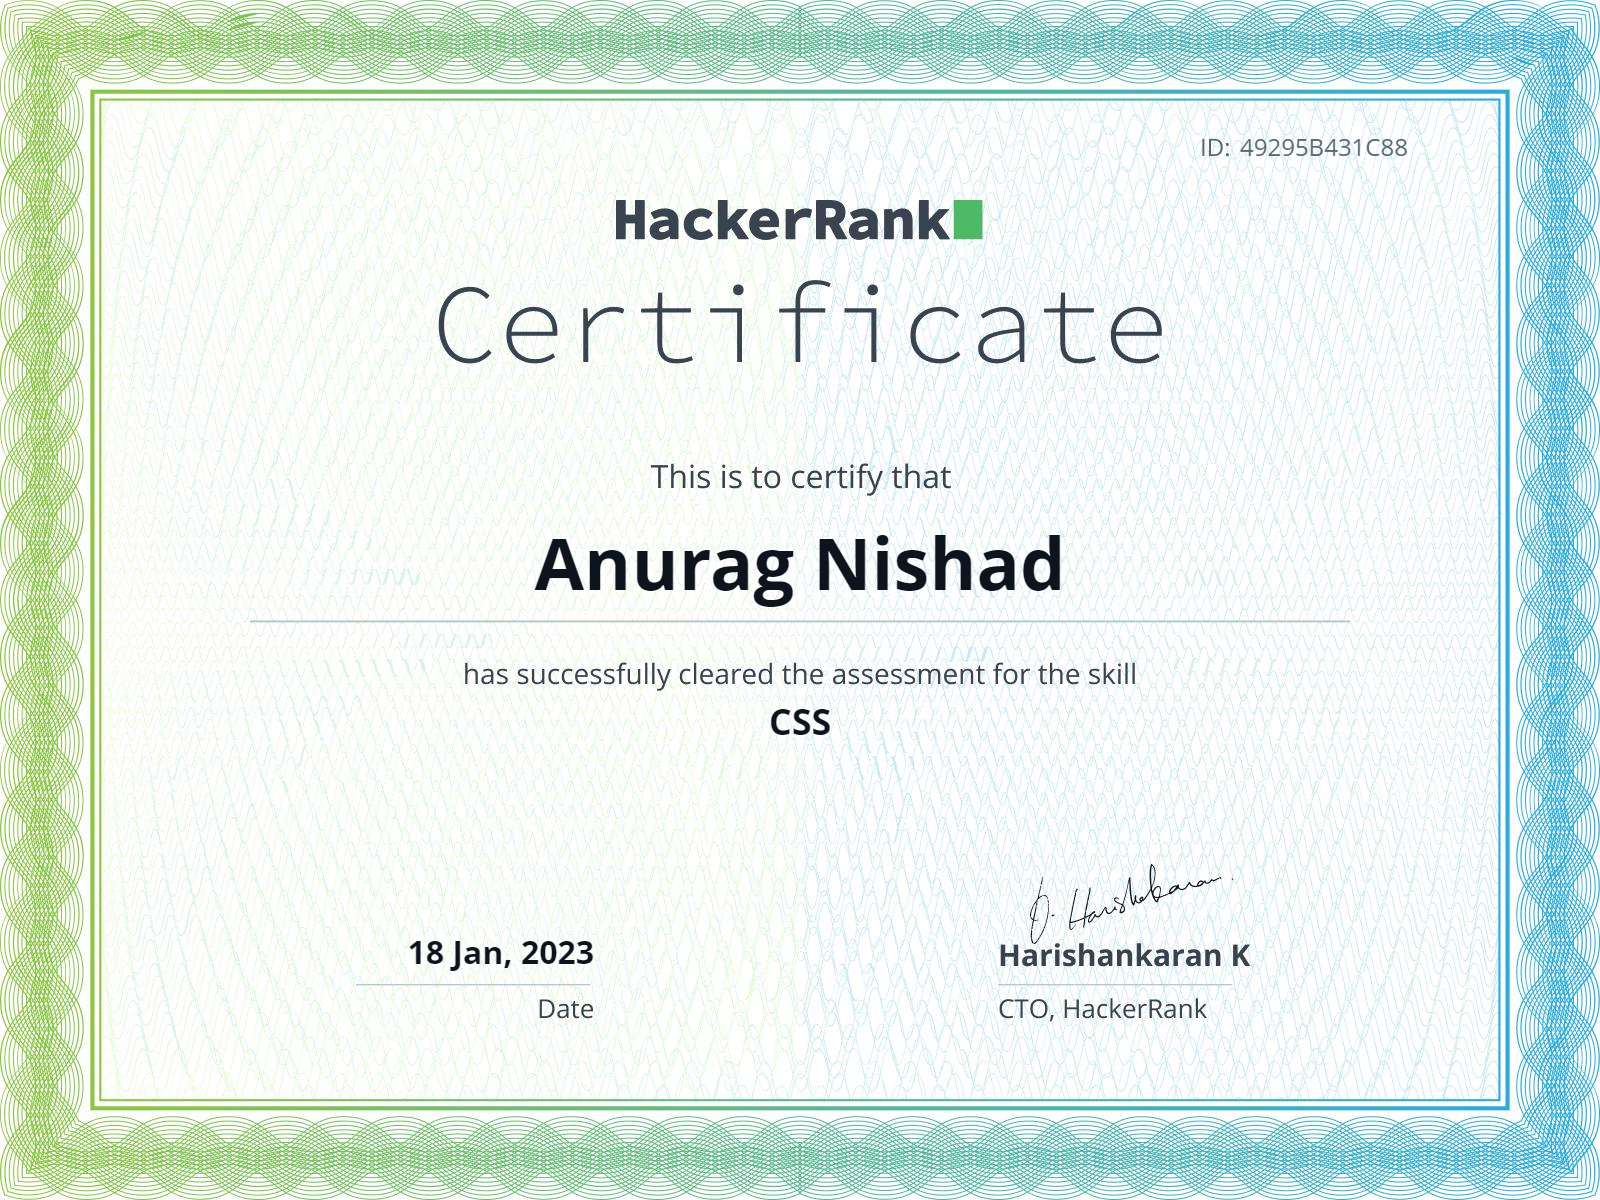 ID: 49295B431C88
HackerRank
Certificate
This is to certify that
Anurag Nishad
has successfully cleared the assessment for the skill
CSS
18 Jan, 2023
Date
D. Harishankaran
Harishankaran K
CTO, HackerRank